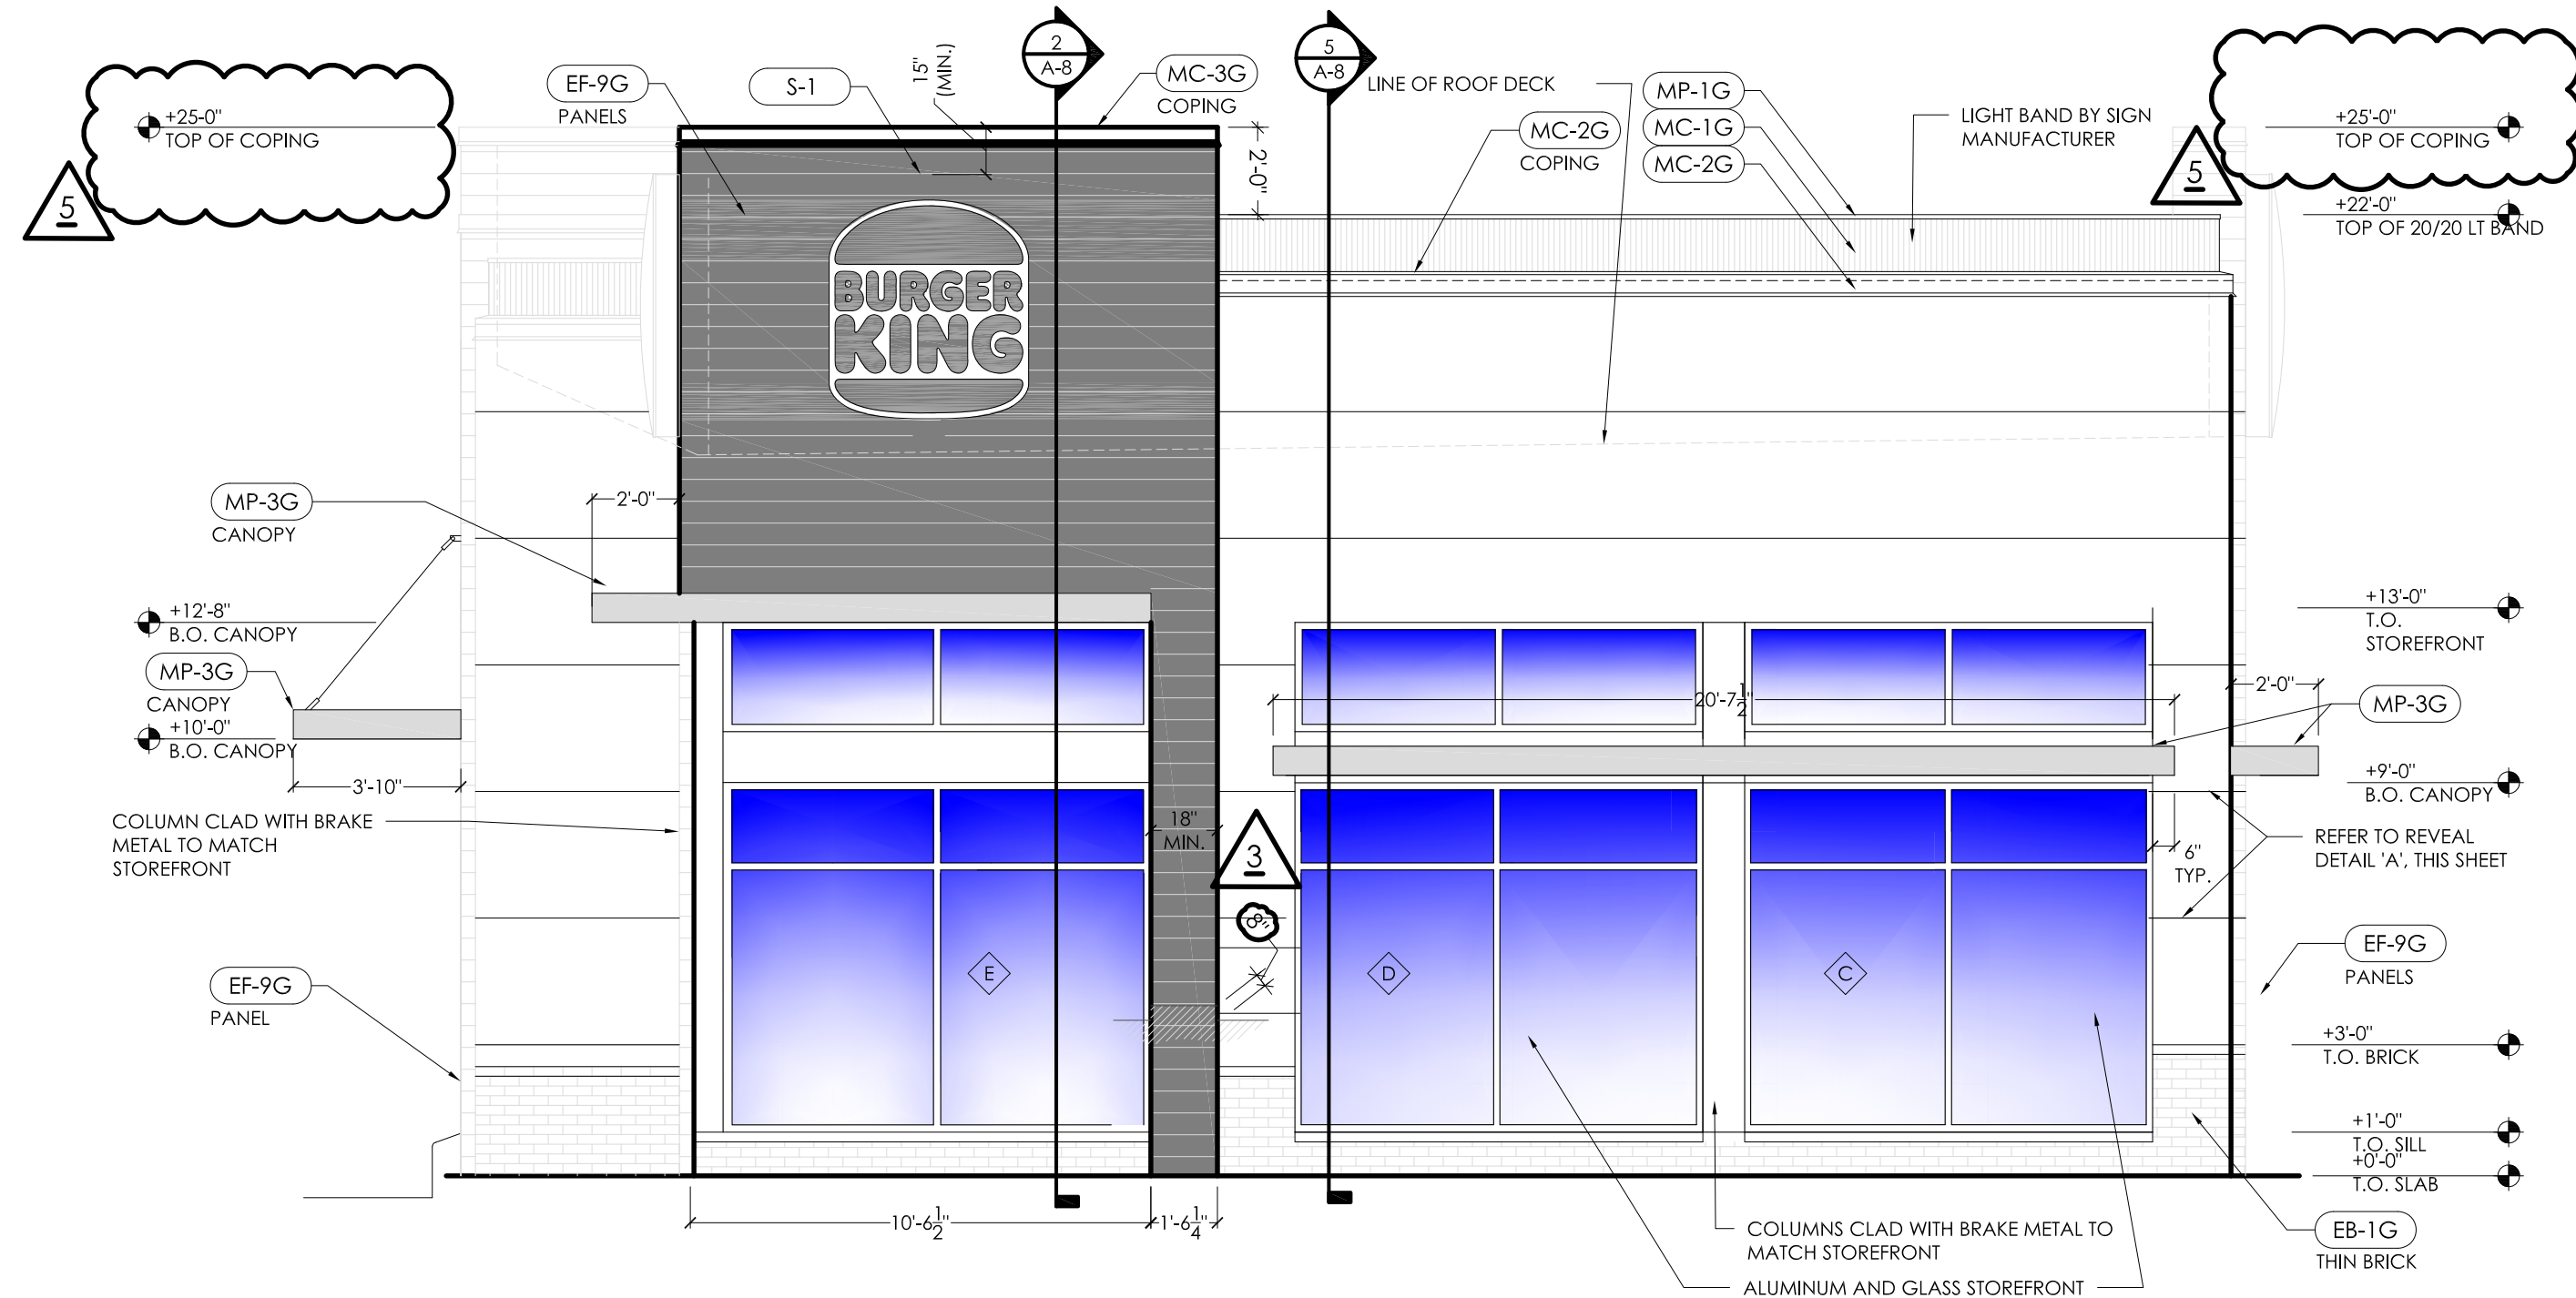 2
A-8
5
A-8
+25-0"
TOP OF COPING
5
EF-9G
PANELS
S-1
15"
(MIN.)
MC-3G
COPING
2'-0"
LINE OF ROOF DECK
MC-2G
COPING
MP-1G
MC-1G
MC-2G
LIGHT BAND BY SIGN
MANUFACTURER
+25'-0"
TOP OF COPING
5
+22'-0"
TOP OF 20/20 LT BAND
BURGER
KING
MP-3G
CANOPY
2'-0"
+12'-8"
B.O. CANOPY
MP-3G
CANOPY
+10'-0"
B.O. CANOPY
3'-10"
COLUMN CLAD WITH BRAKE
METAL TO MATCH
STOREFRONT
EF-9G
PANEL
18"
MIN.
3
8"
E
D
C
20'-7 1/2"
+13'-0"
T.O.
STOREFRONT
2'-0"
MP-3G
+9'-0"
B.O. CANOPY
6"
TYP.
REFER TO REVEAL
DETAIL 'A', THIS SHEET
EF-9G
PANELS
+3'-0"
T.O. BRICK
+1'-0"
T.O. SILL
+0'-0"
T.O. SLAB
EB-1G
THIN BRICK
10'-6 1/2"
1'-6 1/4"
COLUMNS CLAD WITH BRAKE METAL TO
MATCH STOREFRONT
ALUMINUM AND GLASS STOREFRONT